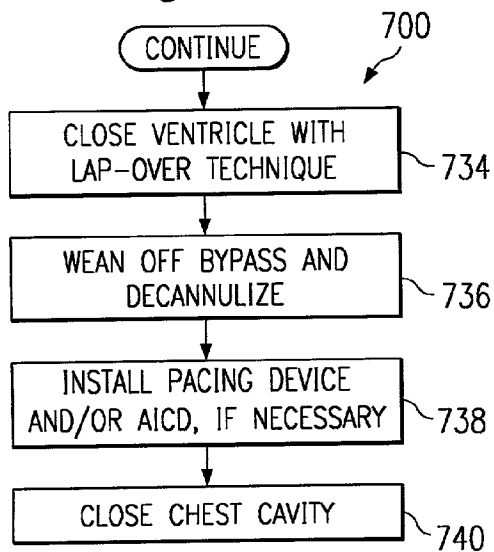 700
CONTINUE
CLOSE VENTRICLE WITH
LAP-OVER TECHNIQUE
734
WEAN OFF BYPASS AND
DECANNULIZE
736
INSTALL PACING DEVICE
AND/OR AICD, IF NECESSARY
738
CLOSE CHEST CAVITY
740